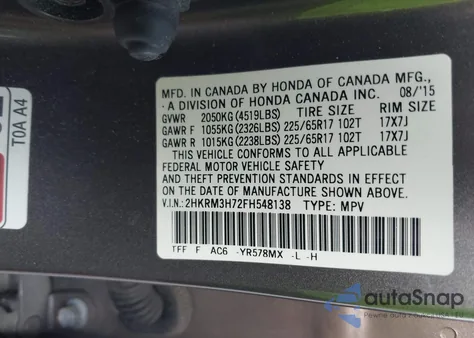 MFD. IN CANADA BY HONDA OF CANADA MFG.,
- A DIVISION OF HONDA CANADA INC. 08/'15
GVWR 2050KG (4519LBS) TIRE SIZE RIM SIZE
GAWR F 1055KG (2326LBS) 225/65R17 102T 17X7J
GAWR R 1015KG (2238LBS) 225/65R17 102T 17X7J
THIS VEHICLE CONFORMS TO ALL APPLICABLE
FEDERAL MOTOR VEHICLE SAFETY
AND THEFT PREVENTION STANDARDS IN EFFECT
ON THE DATE OF MANUFACTURE SHOWN ABOVE.
V.I.N.: 2HKRM3H72FH548138 TYPE: MPV
TFF F AC6 -YR578MX -L -H
T0A A4
autoSnap
Pewne auto